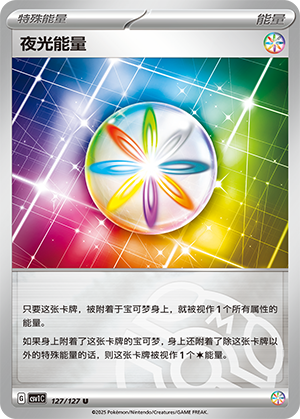 特殊能量 能量
夜光能量
只要这张卡牌，被附着于宝可梦身上，就被视作1个所有属性的
能量。
如果身上附着了这张卡牌的宝可梦，身上还附着了除这张卡牌以
外的特殊能量的话，则这张卡牌被视作1个能量。
G CSV1C 127/127 U
©2025 Pokémon/Nintendo/Creatures/GAME FREAK.